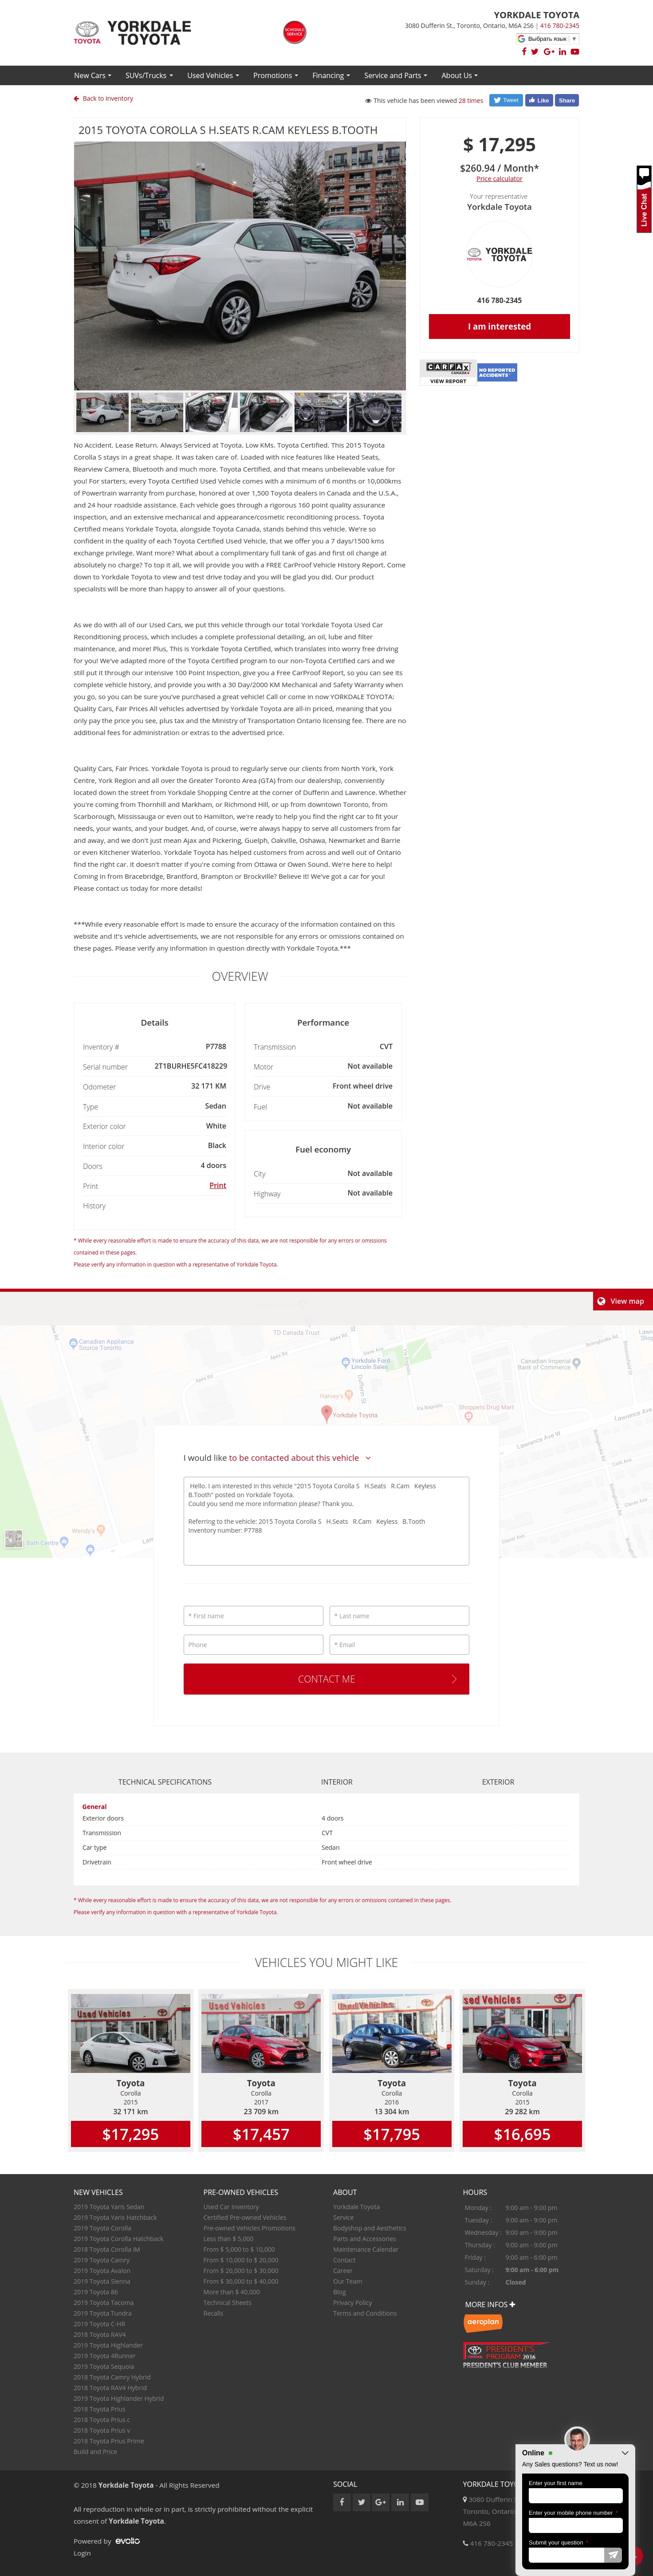 YORKDALE
TOYOTA
TOYOTA
SCHEDULE
SERVICE
YORKDALE TOYOTA
3080 Dufferin St., Toronto, Ontario, M6A 2S6 | 416 780-2345
Выбрать язык ▼
New Cars SUVs/Trucks Used Vehicles Promotions Financing Service and Parts About Us
Back to Inventory
This vehicle has been viewed 28 times
Tweet Like Share
2015 TOYOTA COROLLA S H.SEATS R.CAM KEYLESS B.TOOTH
$ 17,295
$260.94 / Month*
Price calculator
Your representative
Yorkdale Toyota
YORKDALE
TOYOTA
TOYOTA
416 780-2345
I am interested
CARFAX
CANADA
VIEW REPORT
NO REPORTED
ACCIDENTS
Live Chat
No Accident. Lease Return. Always Serviced at Toyota. Low KMs. Toyota Certified. This 2015 Toyota
Corolla S stays in a great shape. It was taken care of. Loaded with nice features like Heated Seats,
Rearview Camera, Bluetooth and much more. Toyota Certified, and that means unbelievable value for
you! For starters, every Toyota Certified Used Vehicle comes with a minimum of 6 months or 10,000kms
of Powertrain warranty from purchase, honored at over 1,500 Toyota dealers in Canada and the U.S.A.,
and 24 hour roadside assistance. Each vehicle goes through a rigorous 160 point quality assurance
inspection, and an extensive mechanical and appearance/cosmetic reconditioning process. Toyota
Certified means Yorkdale Toyota, alongside Toyota Canada, stands behind this vehicle. We're so
confident in the quality of each Toyota Certified Used Vehicle, that we offer you a 7 days/1500 kms
exchange privilege. Want more? What about a complimentary full tank of gas and first oil change at
absolutely no charge? To top it all, we will provide you with a FREE CarProof Vehicle History Report. Come
down to Yorkdale Toyota to view and test drive today and you will be glad you did. Our product
specialists will be more than happy to answer all of your questions.
As we do with all of our Used Cars, we put this vehicle through our total Yorkdale Toyota Used Car
Reconditioning process, which includes a complete professional detailing, an oil, lube and filter
maintenance, and more! Plus, This is Yorkdale Toyota Certified, which translates into worry free driving
for you! We've adapted more of the Toyota Certified program to our non-Toyota Certified cars and we
still put it through our intensive 100 Point Inspection, give you a Free CarProof Report, so you can see its
complete vehicle history, and provide you with a 30 Day/2000 KM Mechanical and Safety Warranty when
you go, so you can be sure you've purchased a great vehicle! Call or come in now YORKDALE TOYOTA:
Quality Cars, Fair Prices All vehicles advertised by Yorkdale Toyota are all-in priced, meaning that you
only pay the price you see, plus tax and the Ministry of Transportation Ontario licensing fee. There are no
additional fees for administration or extras to the advertised price.
Quality Cars, Fair Prices. Yorkdale Toyota is proud to regularly serve our clients from North York, York
Centre, York Region and all over the Greater Toronto Area (GTA) from our dealership, conveniently
located down the street from Yorkdale Shopping Centre at the corner of Dufferin and Lawrence. Whether
you're coming from Thornhill and Markham, or Richmond Hill, or up from downtown Toronto, from
Scarborough, Mississauga or even out to Hamilton, we're ready to help you find the right car to fit your
needs, your wants, and your budget. And, of course, we're always happy to serve all customers from far
and away, and we don't just mean Ajax and Pickering, Guelph, Oakville, Oshawa, Newmarket and Barrie
or even Kitchener Waterloo. Yorkdale Toyota has helped customers from across and well out of Ontario
find the right car. It doesn't matter if you're coming from Ottawa or Owen Sound. We're here to help!
Coming in from Bracebridge, Brantford, Brampton or Brockville? Believe it! We've got a car for you!
Please contact us today for more details!
***While every reasonable effort is made to ensure the accuracy of the information contained on this
website and it's vehicle advertisements, we are not responsible for any errors or omissions contained on
these pages. Please verify any information in question directly with Yorkdale Toyota.***
OVERVIEW
Details
Inventory # P7788
Serial number 2T1BURHE5FC418229
Odometer 32 171 KM
Type Sedan
Exterior color White
Interior color Black
Doors 4 doors
Print Print
History
Performance
Transmission CVT
Motor Not available
Drive Front wheel drive
Fuel Not available
Fuel economy
City Not available
Highway Not available
* While every reasonable effort is made to ensure the accuracy of this data, we are not responsible for any errors or omissions
contained in these pages.
Please verify any information in question with a representative of Yorkdale Toyota.
View map
TD Canada Trust
Canadian Appliance
Source Toronto
Yorkdale Ford
Lincoln Sales
Canadian Imperial
Bank of Commerce
Harvey's
Shoppers Drug Mart
Yorkdale Toyota
Dufferin St
Apex Rd
Lawrence Ave W
Wendy's
Bath Centre
I would like to be contacted about this vehicle
Hello. I am interested in this vehicle "2015 Toyota Corolla S H.Seats R.Cam Keyless
B.Tooth" posted on Yorkdale Toyota.
Could you send me more information please? Thank you.
Referring to the vehicle: 2015 Toyota Corolla S H.Seats R.Cam Keyless B.Tooth
Inventory number: P7788
* First name * Last name
Phone * Email
CONTACT ME
TECHNICAL SPECIFICATIONS INTERIOR EXTERIOR
General
Exterior doors 4 doors
Transmission CVT
Car type Sedan
Drivetrain Front wheel drive
* While every reasonable effort is made to ensure the accuracy of this data, we are not responsible for any errors or omissions contained in these pages.
Please verify any information in question with a representative of Yorkdale Toyota.
VEHICLES YOU MIGHT LIKE
Used Vehicles Used Vehicles Used Vehicles Used Vehicles
Toyota
Corolla
2015
32 171 km
$17,295
Toyota
Corolla
2017
23 709 km
$17,457
Toyota
Corolla
2016
13 304 km
$17,795
Toyota
Corolla
2015
29 282 km
$16,695
NEW VEHICLES
2019 Toyota Yaris Sedan
2019 Toyota Yaris Hatchback
2019 Toyota Corolla
2019 Toyota Corolla Hatchback
2018 Toyota Corolla iM
2019 Toyota Camry
2019 Toyota Avalon
2019 Toyota Sienna
2019 Toyota 86
2019 Toyota Tacoma
2019 Toyota Tundra
2019 Toyota C-HR
2018 Toyota RAV4
2019 Toyota Highlander
2019 Toyota 4Runner
2019 Toyota Sequoia
2018 Toyota Camry Hybrid
2018 Toyota RAV4 Hybrid
2019 Toyota Highlander Hybrid
2018 Toyota Prius
2018 Toyota Prius c
2018 Toyota Prius v
2018 Toyota Prius Prime
Build and Price
PRE-OWNED VEHICLES
Used Car Inventory
Certified Pre-owned Vehicles
Pre-owned Vehicles Promotions
Less than $ 5,000
From $ 5,000 to $ 10,000
From $ 10,000 to $ 20,000
From $ 20,000 to $ 30,000
From $ 30,000 to $ 40,000
More than $ 40,000
Technical Sheets
Recalls
ABOUT
Yorkdale Toyota
Service
Bodyshop and Aesthetics
Parts and Accessories
Maintenance Calendar
Contact
Career
Our Team
Blog
Privacy Policy
Terms and Conditions
HOURS
Monday : 9:00 am - 9:00 pm
Tuesday : 9:00 am - 9:00 pm
Wednesday : 9:00 am - 9:00 pm
Thursday : 9:00 am - 9:00 pm
Friday : 9:00 am - 6:00 pm
Saturday : 9:00 am - 6:00 pm
Sunday : Closed
MORE INFOS
aeroplan
TOYOTA
PRESIDENT'S
PROGRAM 2016
PRESIDENT'S CLUB MEMBER
© 2018 Yorkdale Toyota - All Rights Reserved
All reproduction in whole or in part, is strictly prohibited without the explicit
consent of Yorkdale Toyota.
Powered by evolio
Login
SOCIAL
YORKDALE TOY
3080 Dufferin
Toronto, Ontario
M6A 2S6
416 780-2345
Online
Any Sales questions? Text us now!
Enter your first name
Enter your mobile phone number *
Submit your question *